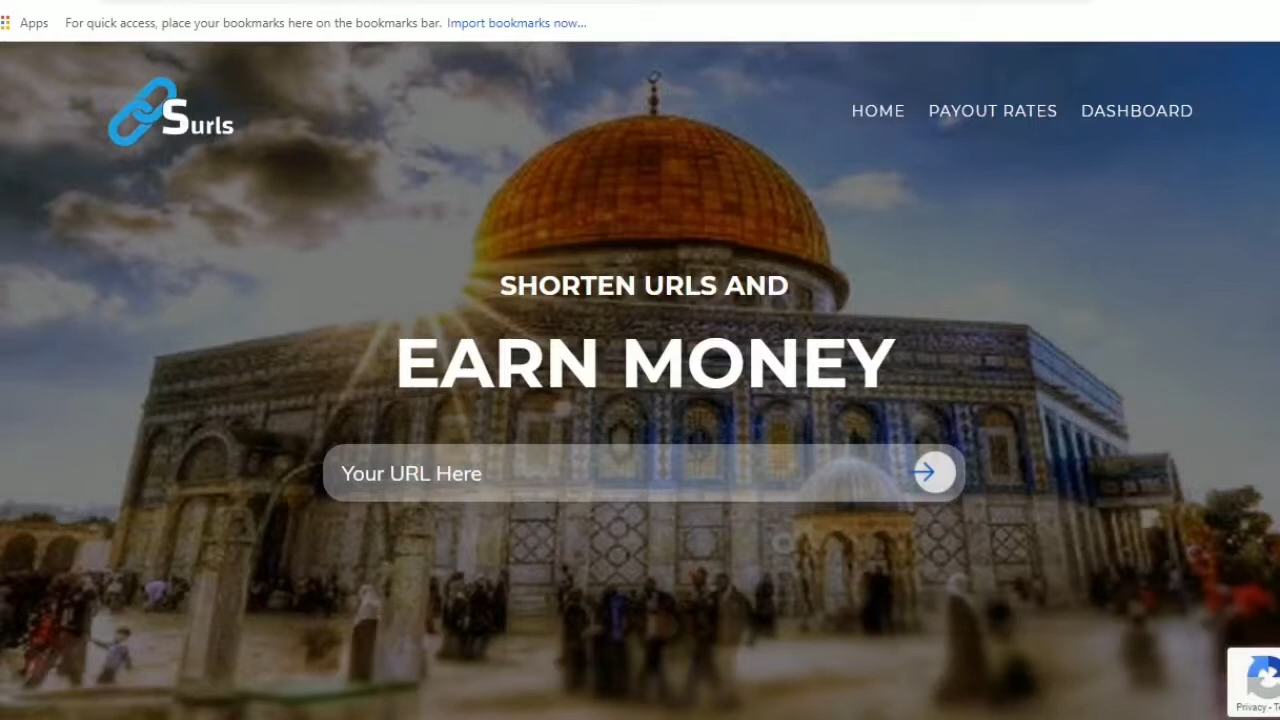 Apps For quick access, place your bookmarks here on the bookmarks bar. Import bookmarks now...
Surls
HOME PAYOUT RATES DASHBOARD
SHORTEN URLS AND
EARN MONEY
Your URL Here
Privacy - T